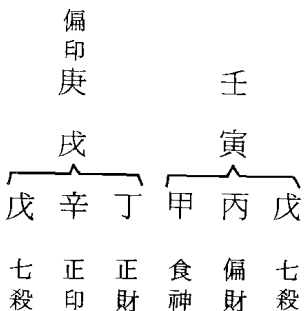 偏印
庚 壬
戌 寅
戊 辛 丁 甲 丙 戊
七殺 正印 正財 食神 偏財 七殺